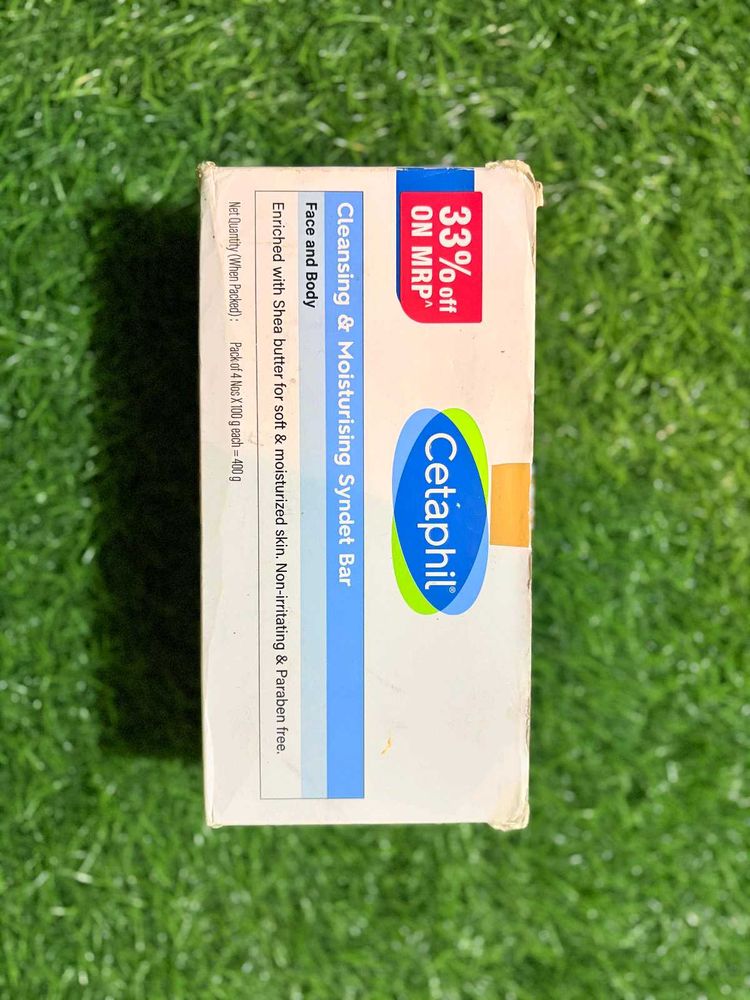 33% off
ON MRP^
Cetaphil®
Cleansing & Moisturising Syndet Bar
Face and Body
Enriched with Shea butter for soft & moisturized skin. Non-irritating & Paraben free.
Net Quantity (When Packed) : Pack of 4 Nos X 100 g each = 400 g